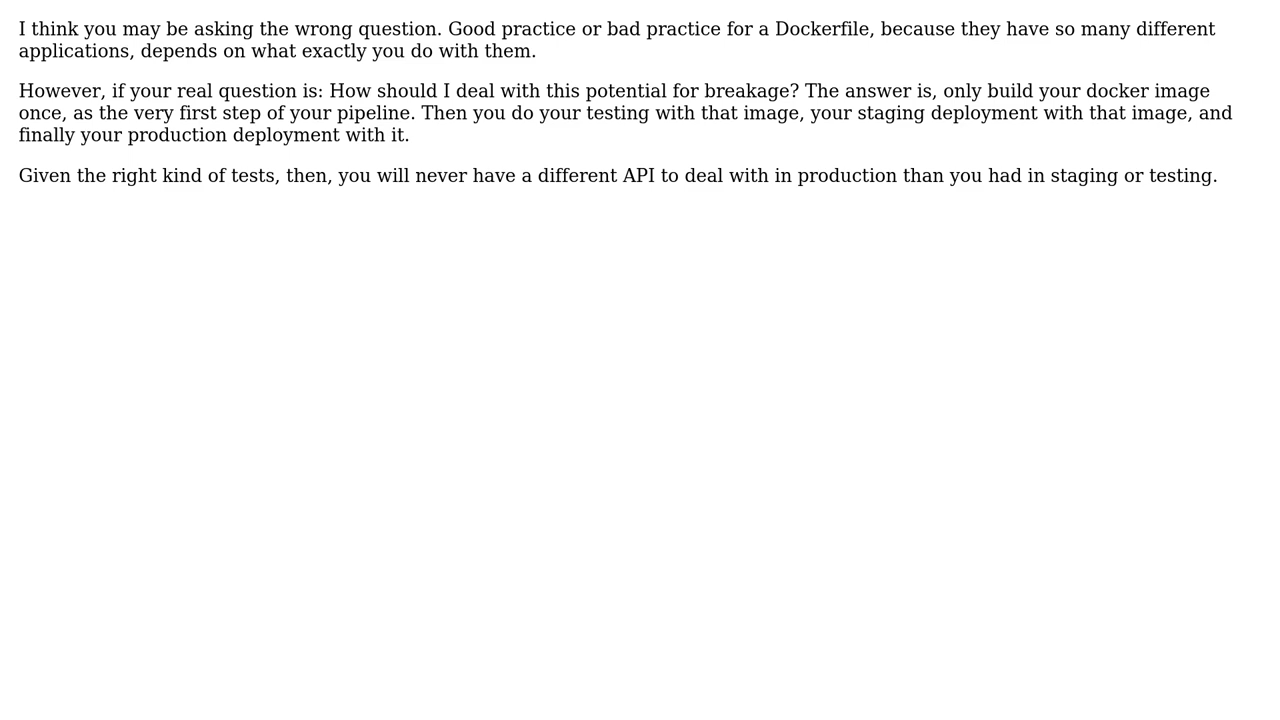 I think you may be asking the wrong question. Good practice or bad practice for a Dockerfile, because they have so many different
applications, depends on what exactly you do with them.
However, if your real question is: How should I deal with this potential for breakage? The answer is, only build your docker image
once, as the very first step of your pipeline. Then you do your testing with that image, your staging deployment with that image, and
finally your production deployment with it.
Given the right kind of tests, then, you will never have a different API to deal with in production than you had in staging or testing.